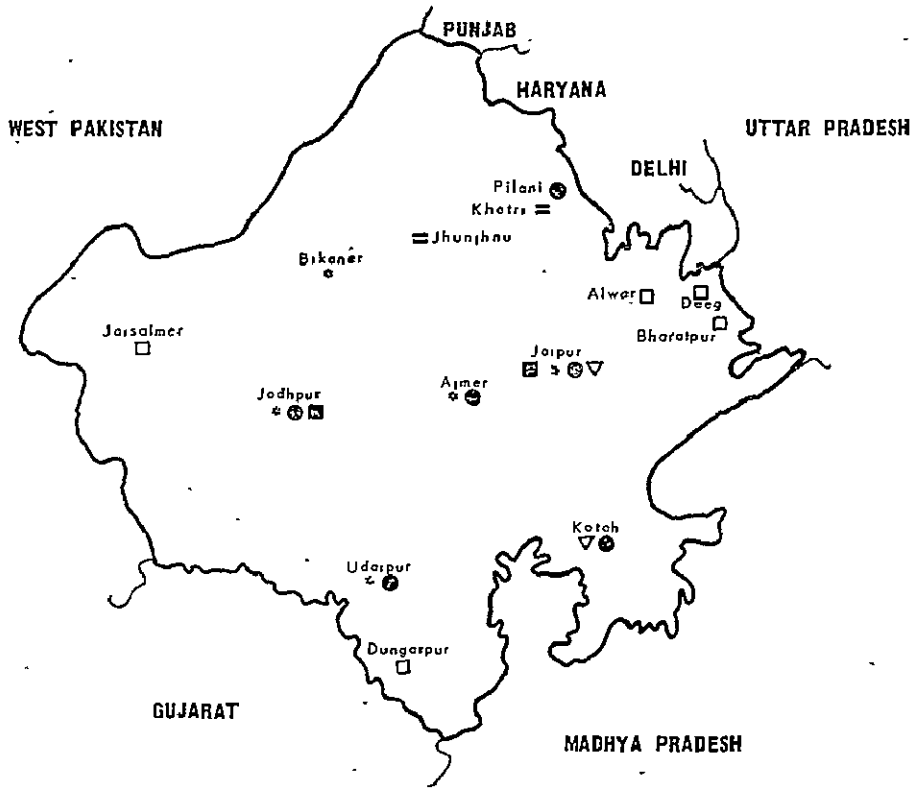 PUNJAB
HARYANA
WEST PAKISTAN
UTTAR PRADESH
DELHI
Pilani
Khetri
Jhunjhnu
Bikaner
Alwar
Deeg
Bharatpur
Jaisalmer
Jaipur
Ajmer
Jodhpur
Kotah
Udaipur
Dungarpur
GUJARAT
MADHYA PRADESH